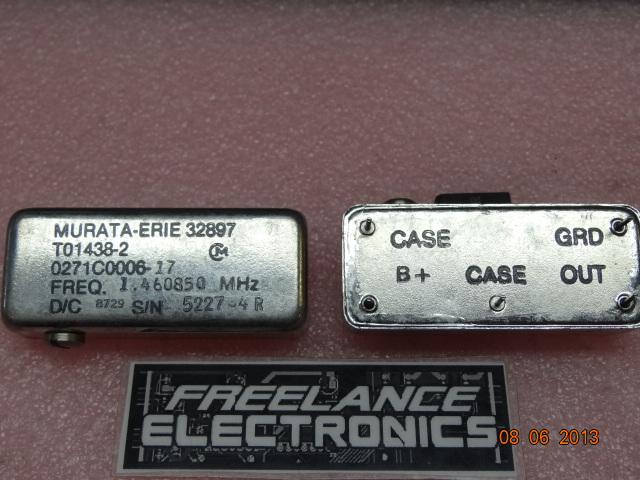 MURATA-ERIE 32897
T01438-2
0271C0006-17
FREQ. 1.460850 MHz
D/C 8729 S/N 5227-4R
CASE GRD
B+ CASE OUT
FREELANCE
ELECTRONICS
08 06 2013